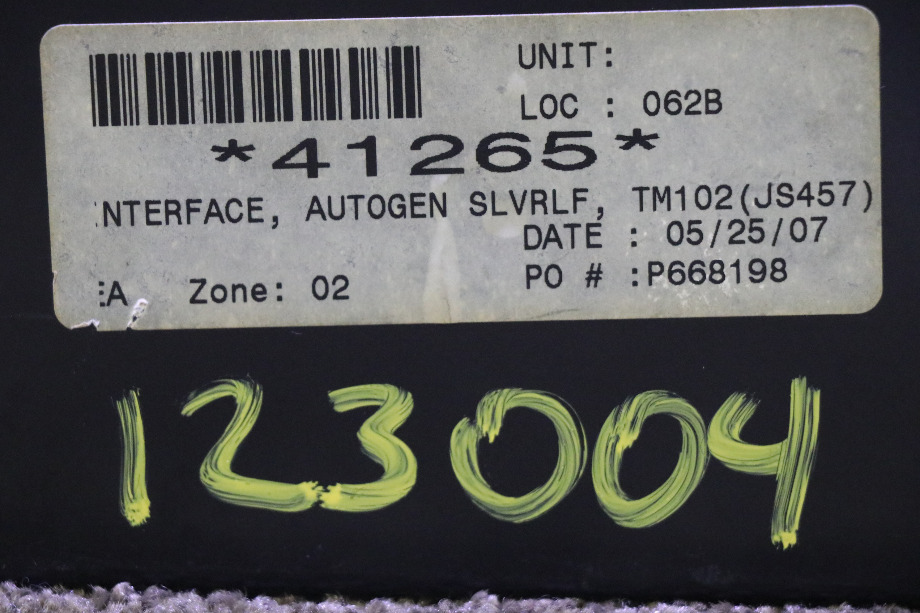 UNIT:
LOC : 062B
*41265*
NTERFACE, AUTOGEN SLVRLF, TM102(JS457)
DATE : 05/25/07
EA Zone: 02 PO # :P668198
123004